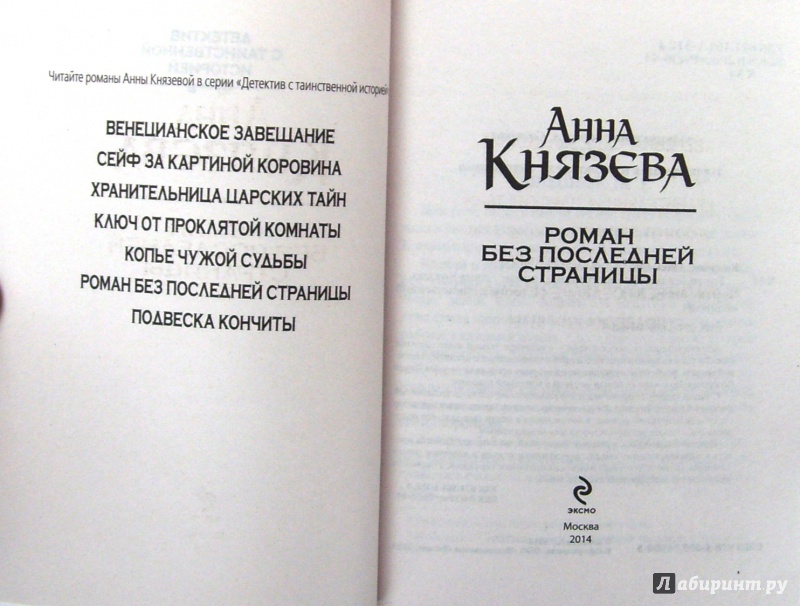 Читайте романы Анны Князевой в серии «Детектив с таинственной историей
ВЕНЕЦИАНСКОЕ ЗАВЕЩАНИЕ
СЕЙФ ЗА КАРТИНОЙ КОРОВИНА
ХРАНИТЕЛЬНИЦА ЦАРСКИХ ТАЙН
КЛЮЧ ОТ ПРОКЛЯТОЙ КОМНАТЫ
КОПЬЕ ЧУЖОЙ СУДЬБЫ
РОМАН БЕЗ ПОСЛЕДНЕЙ СТРАНИЦЫ
ПОДВЕСКА КОНЧИТЫ
АННА
КНЯЗЕВА
РОМАН
БЕЗ ПОСЛЕДНЕЙ
СТРАНИЦЫ
ЭКСМО
Москва
2014
Лабиринт.ру